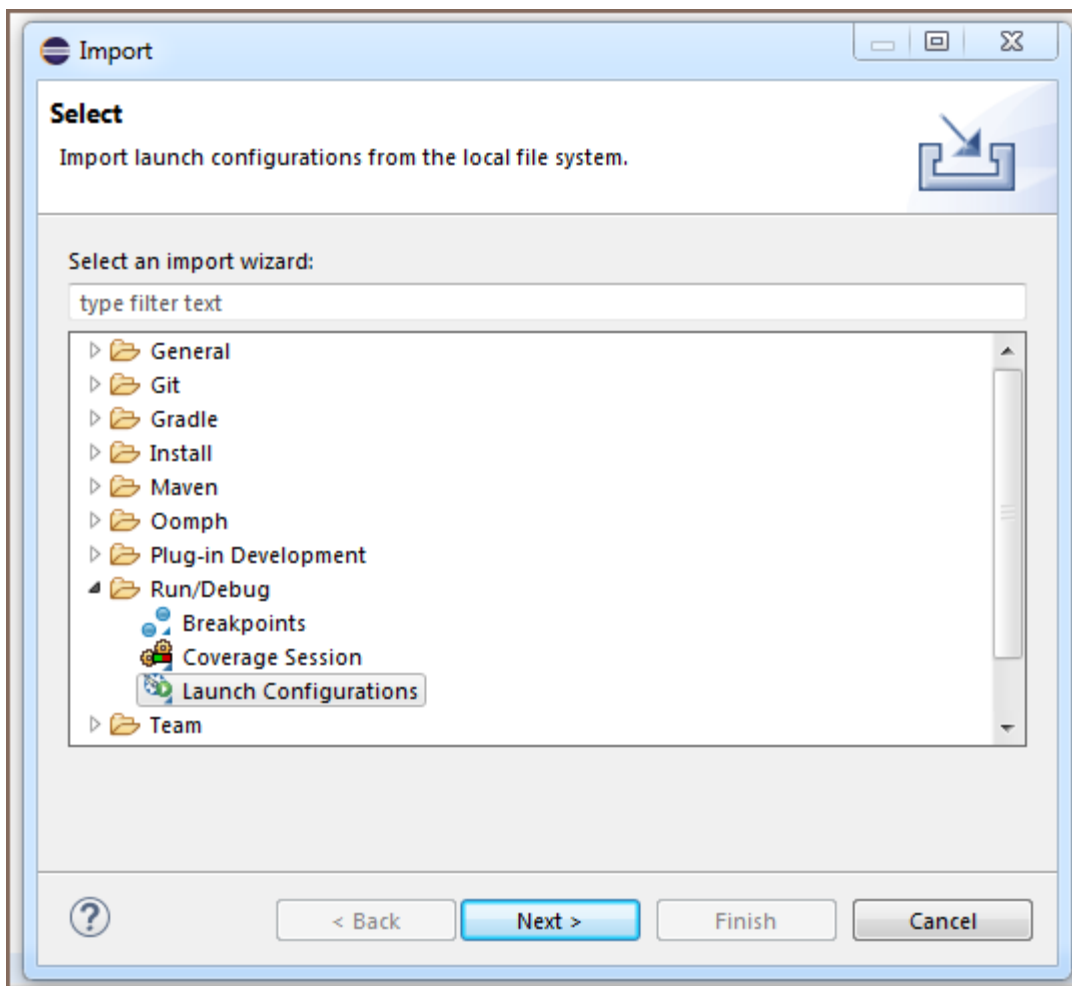 Import
Select
Import launch configurations from the local file system.
Select an import wizard:
type filter text
General
Git
Gradle
Install
Maven
Oomph
Plug-in Development
Run/Debug
Breakpoints
Coverage Session
Launch Configurations
Team
?
< Back
Next >
Finish
Cancel